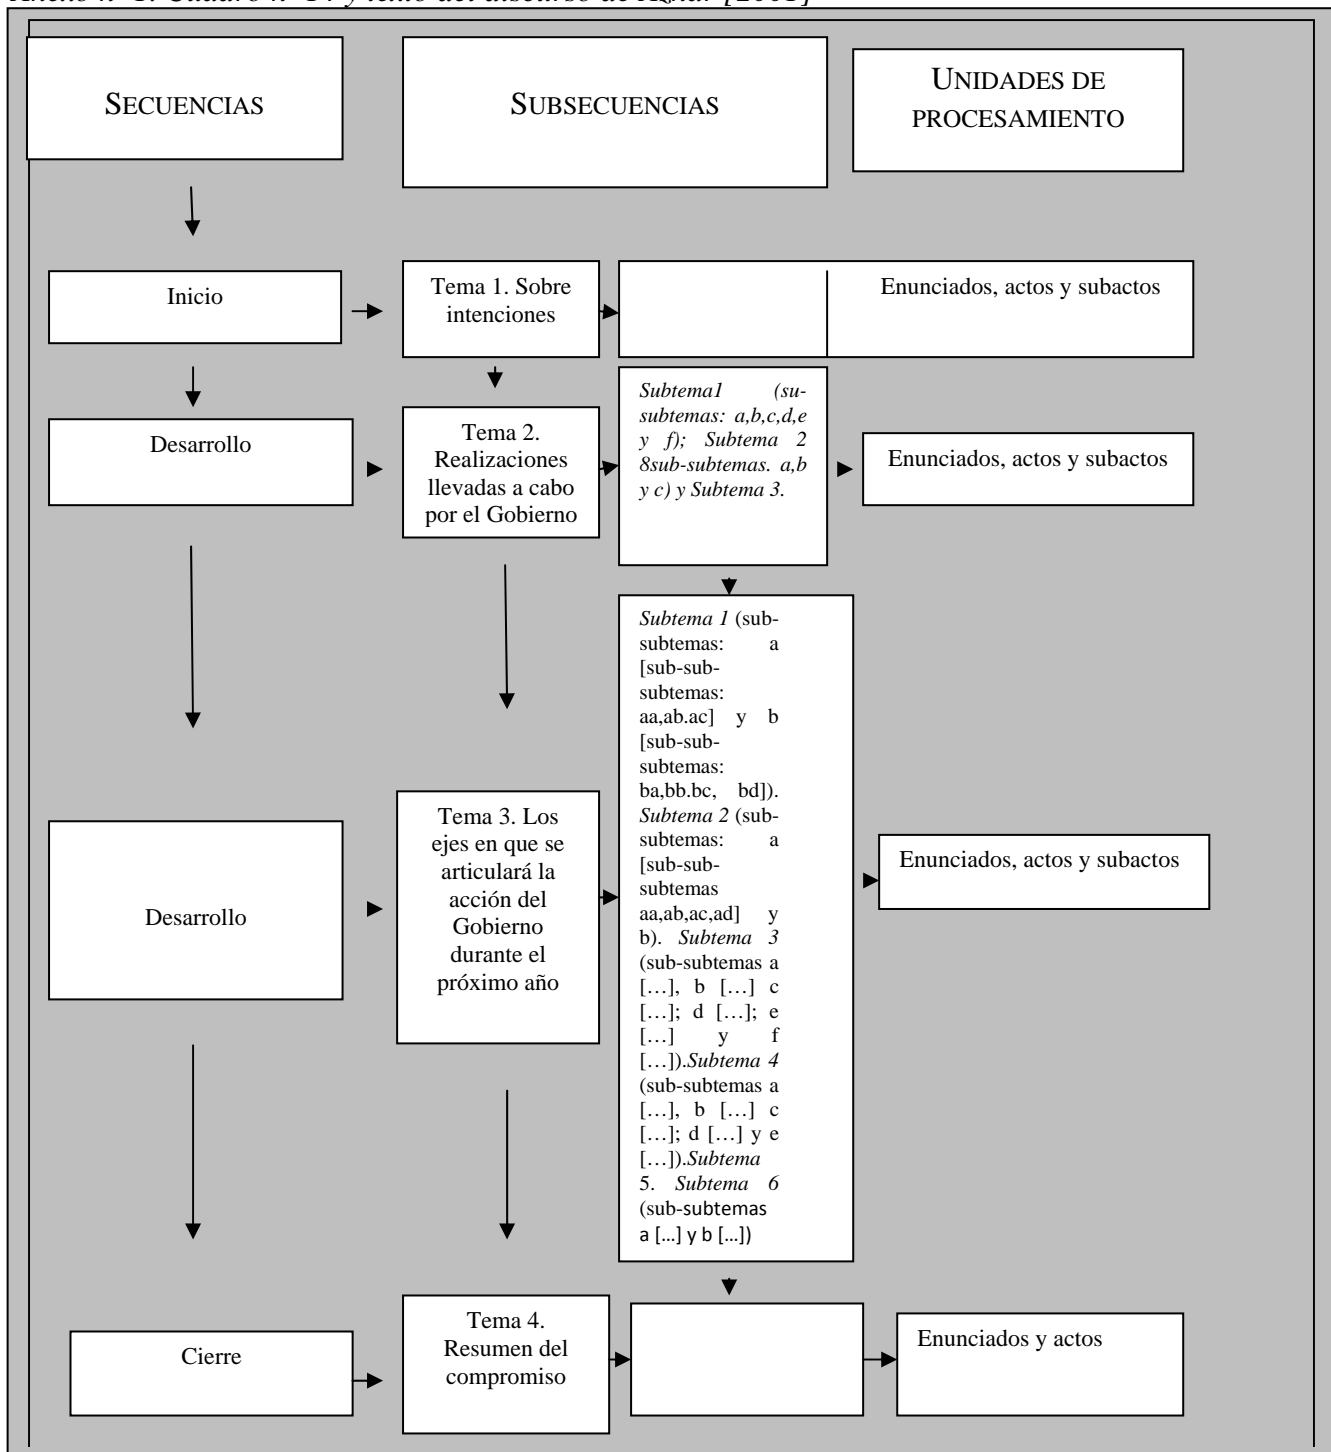 SECUENCIAS
SUBSECUENCIAS
UNIDADES DE
PROCESAMIENTO
Inicio
Tema 1. Sobre
intenciones
Enunciados, actos y subactos
Desarrollo
Tema 2.
Realizaciones
llevadas a cabo
por el Gobierno
Subtema1 (su-
subtemas: a,b,c,d,e
y f); Subtema 2
8sub-subtemas. a,b
y c) y Subtema 3.
Enunciados, actos y subactos
Desarrollo
Tema 3. Los
ejes en que se
articulará la
acción del
Gobierno
durante el
próximo año
Subtema 1 (sub-
subtemas: a
[sub-sub-
subtemas:
aa,ab.ac] y b
[sub-sub-
subtemas:
ba,bb.bc, bd]).
Subtema 2 (sub-
subtemas: a
[sub-sub-
subtemas
aa,ab,ac,ad] y
b). Subtema 3
(sub-subtemas a
[…], b […] c
[…]; d […]; e
[…] y f
[…]).Subtema 4
(sub-subtemas a
[…], b […] c
[…]; d […] y e
[…]).Subtema
5. Subtema 6
(sub-subtemas
a […] y b […])
Enunciados, actos y subactos
Cierre
Tema 4.
Resumen del
compromiso
Enunciados y actos